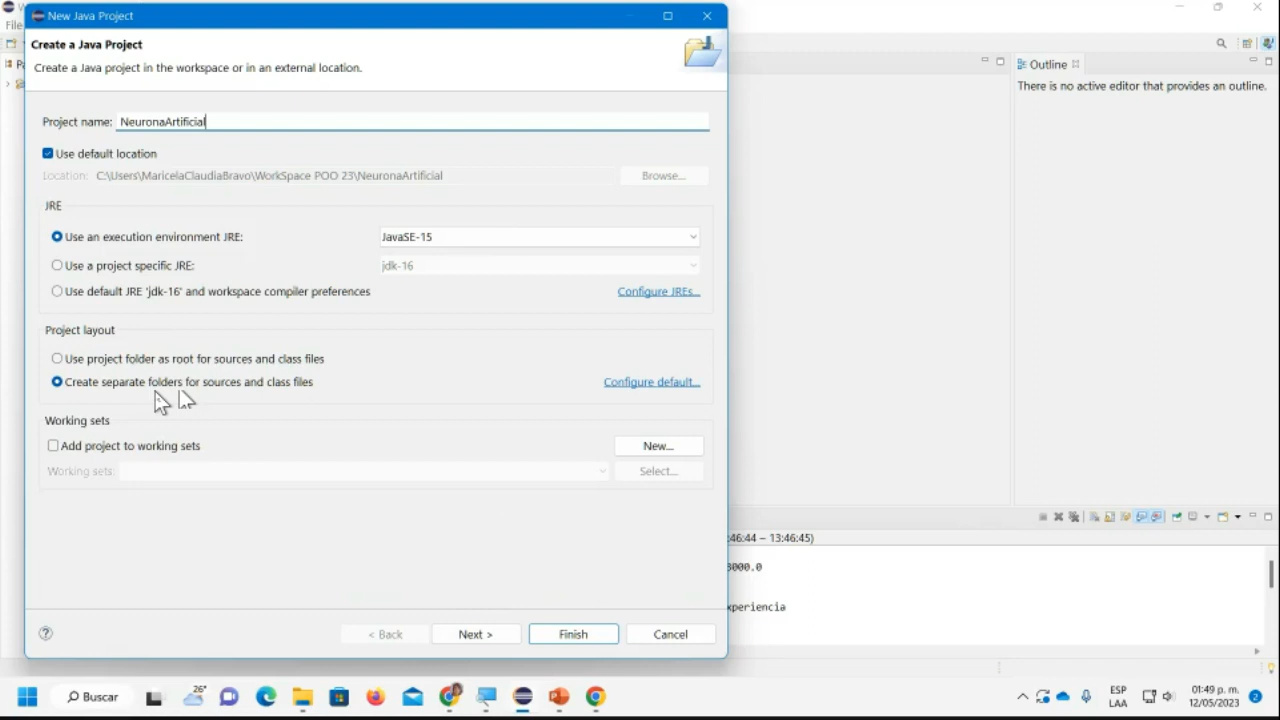 New Java Project
File
Create a Java Project
Create a Java project in the workspace or in an external location.
Outline
There is no active editor that provides an outline.
Project name: NeuronaArtificial
Use default location
Location: C:\Users\MaricelaClaudiaBravo\WorkSpace POO 23\NeuronaArtificial Browse...
JRE
Use an execution environment JRE: JavaSE-15
Use a project specific JRE: jdk-16
Use default JRE 'jdk-16' and workspace compiler preferences Configure JREs...
Project layout
Use project folder as root for sources and class files
Create separate folders for sources and class files Configure default...
Working sets
Add project to working sets New...
Working sets: Select...
:46:44 – 13:46:45)
3000.0
xperiencia
< Back Next > Finish Cancel
Buscar
26°
ESP
LAA
01:49 p. m.
12/05/2023
2